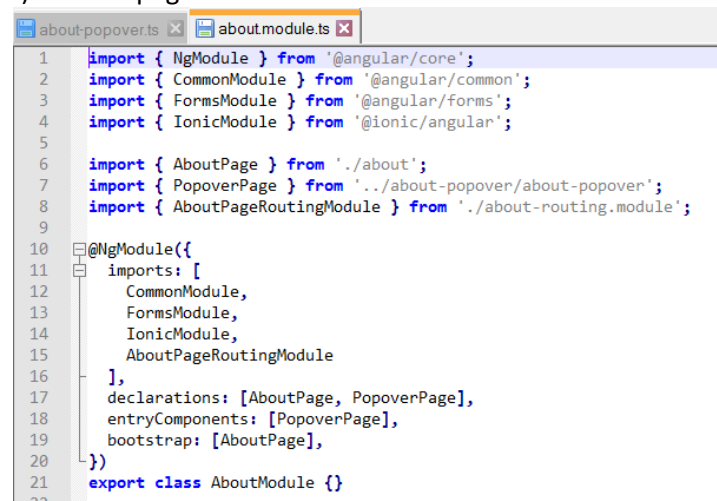 about-popover.ts about.module.ts
1 import { NgModule } from '@angular/core';
2 import { CommonModule } from '@angular/common';
3 import { FormsModule } from '@angular/forms';
4 import { IonicModule } from '@ionic/angular';
5
6 import { AboutPage } from './about';
7 import { PopoverPage } from '../about-popover/about-popover';
8 import { AboutPageRoutingModule } from './about-routing.module';
9
10 @NgModule({
11 imports: [
12 CommonModule,
13 FormsModule,
14 IonicModule,
15 AboutPageRoutingModule
16 ],
17 declarations: [AboutPage, PopoverPage],
18 entryComponents: [PopoverPage],
19 bootstrap: [AboutPage],
20 })
21 export class AboutModule {}